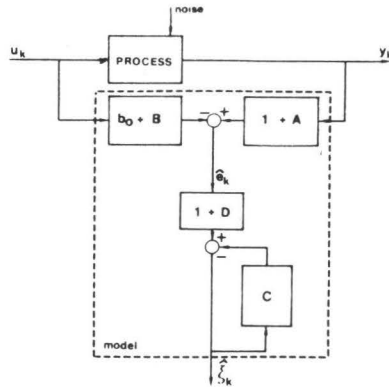 noise
u_k
PROCESS
y_k
b_0 + B
− +
1 + A
ê_k
1 + D
+
−
C
model
ξ̂_k